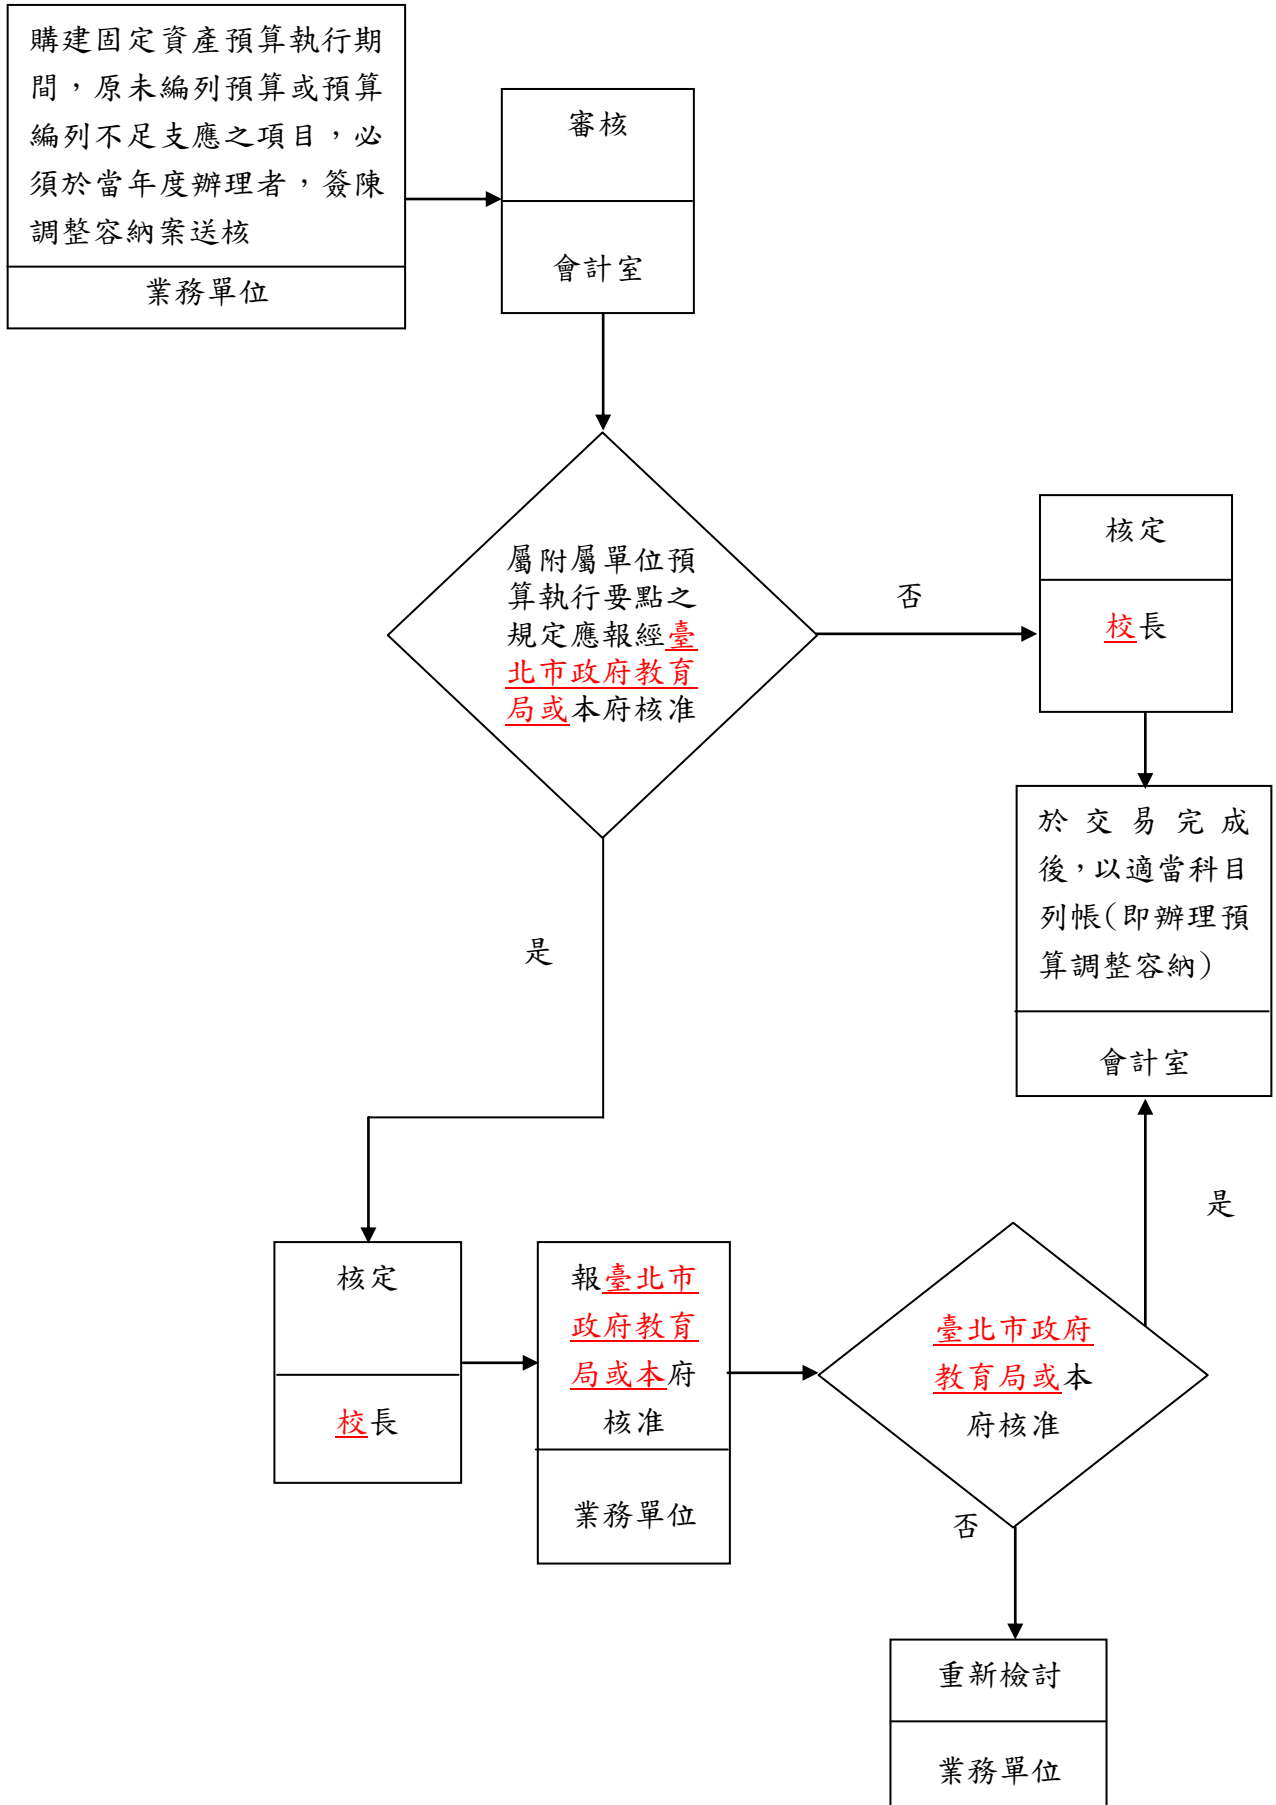 購建固定資產預算執行期
間，原未編列預算或預算
編列不足支應之項目，必
須於當年度辦理者，簽陳
調整容納案送核
業務單位
審核
會計室
屬附屬單位預
算執行要點之
規定應報經臺
北市政府教育
局或本府核准
否
核定
校長
於交易完成
後，以適當科目
列帳(即辦理預
算調整容納)
會計室
是
是
核定
校長
報臺北市
政府教育
局或本府
核准
業務單位
臺北市政府
教育局或本
府核准
否
重新檢討
業務單位